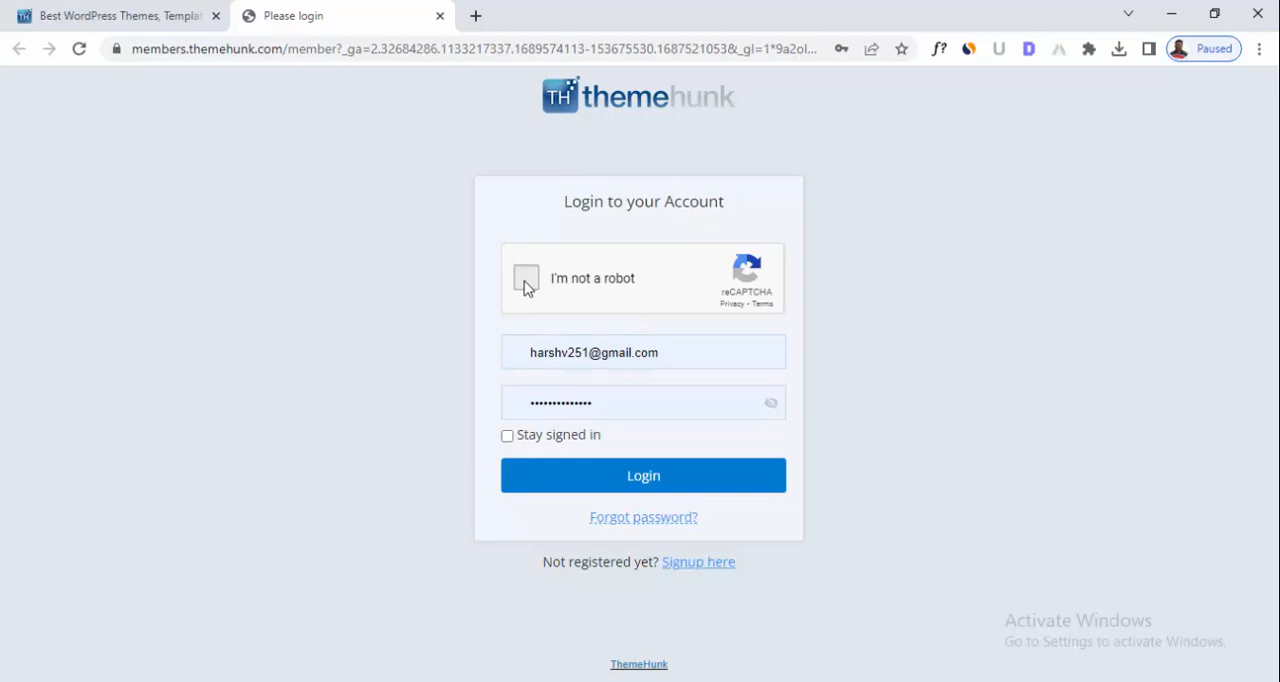 Best WordPress Themes, Templat
Please login
members.themehunk.com/member?_ga=2.32684286.1133217337.1689574113-153675530.1687521053&_gl=1*9a2ol...
f?
U
D
Paused
TH themehunk
Login to your Account
I'm not a robot
reCAPTCHA
Privacy - Terms
harshv251@gmail.com
••••••••••••••
Stay signed in
Login
Forgot password?
Not registered yet? Signup here
Activate Windows
Go to Settings to activate Windows.
ThemeHunk